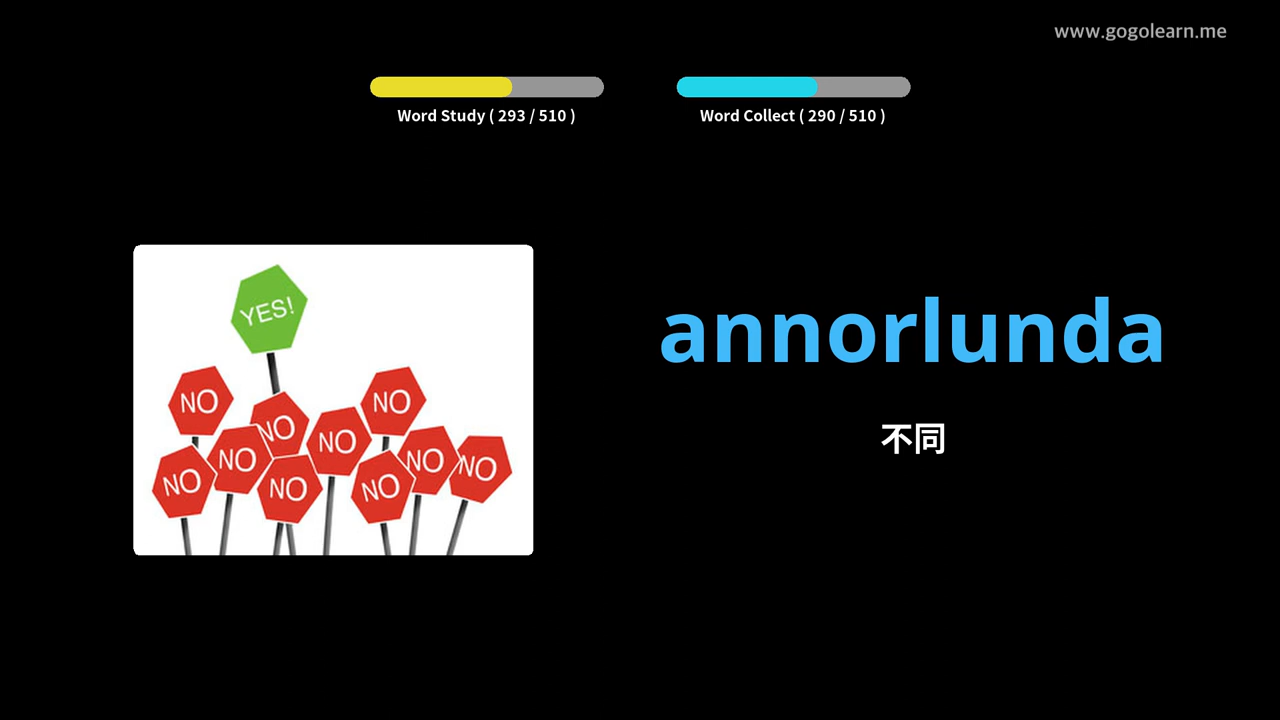 www.gogolearn.me
Word Study ( 293 / 510 )
Word Collect ( 290 / 510 )
YES!
NO
NO
NO
NO
NO
NO
NO
NO
NO
NO
annorlunda
不同